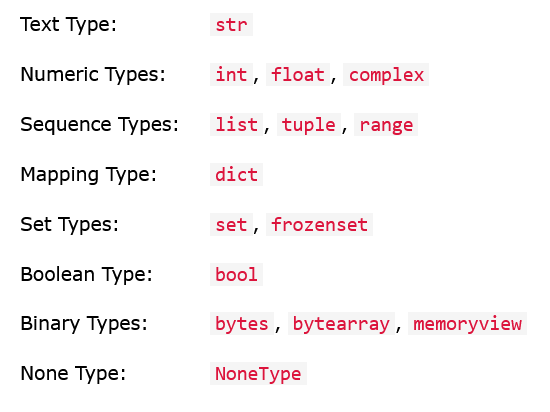 Text Type: str
Numeric Types: int, float, complex
Sequence Types: list, tuple, range
Mapping Type: dict
Set Types: set, frozenset
Boolean Type: bool
Binary Types: bytes, bytearray, memoryview
None Type: NoneType